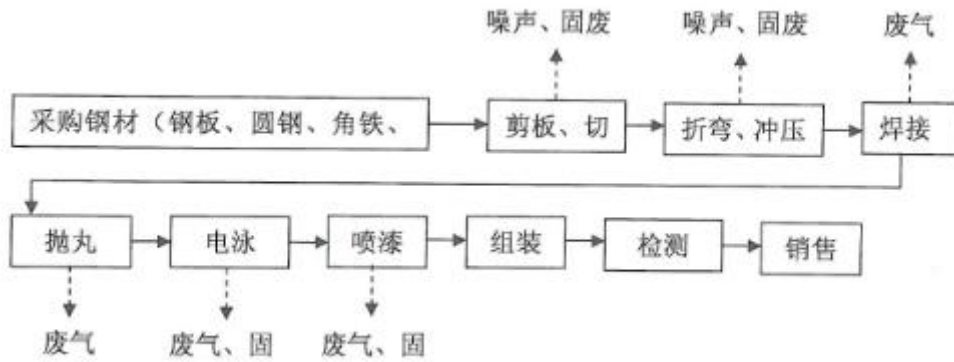 噪声、固废
噪声、固废
废气
采购钢材（钢板、圆钢、角铁、
剪板、切
折弯、冲压
焊接
抛丸
电泳
喷漆
组装
检测
销售
废气
废气、固
废气、固